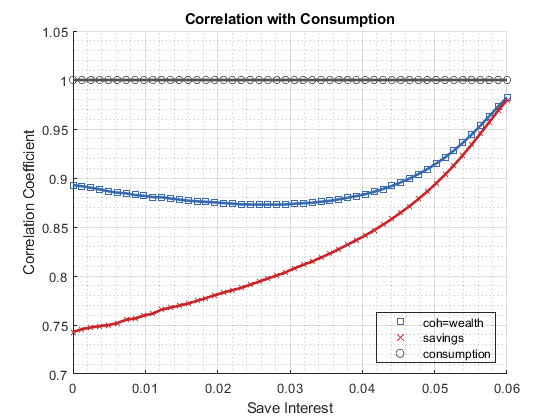 Correlation with Consumption
1.05
1
0.95
0.9
0.85
0.8
0.75
0.7
Correlation Coefficient
coh=wealth
savings
consumption
0 0.01 0.02 0.03 0.04 0.05 0.06
Save Interest